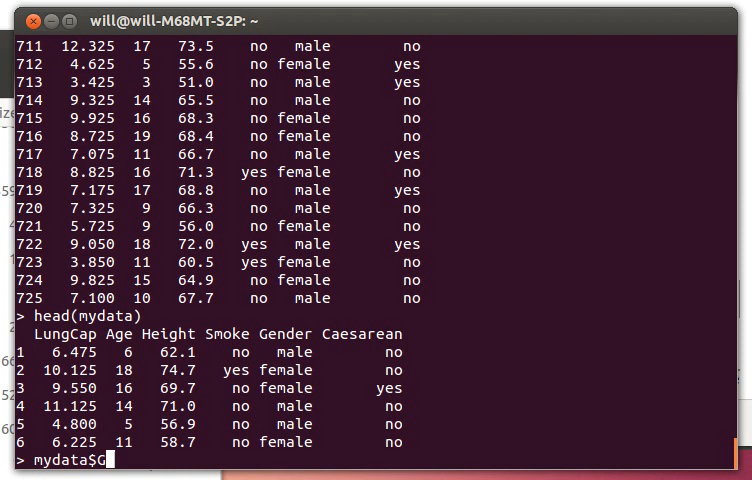 will@will-M68MT-S2P: ~
711 12.325 17 73.5 no male no
712 4.625 5 55.6 no female yes
713 3.425 3 51.0 no male yes
714 9.325 14 65.5 no male no
715 9.925 16 68.3 no female no
716 8.725 19 68.4 no female no
717 7.075 11 66.7 no male yes
718 8.825 16 71.3 yes female no
719 7.175 17 68.8 no male yes
720 7.325 9 66.3 no male no
721 5.725 9 56.0 no female no
722 9.050 18 72.0 yes male yes
723 3.850 11 60.5 yes female no
724 9.825 15 64.9 no female no
725 7.100 10 67.7 no male no
> head(mydata)
LungCap Age Height Smoke Gender Caesarean
1 6.475 6 62.1 no male no
2 10.125 18 74.7 yes female no
3 9.550 16 69.7 no female yes
4 11.125 14 71.0 no male no
5 4.800 5 56.9 no male no
6 6.225 11 58.7 no female no
> mydata$G